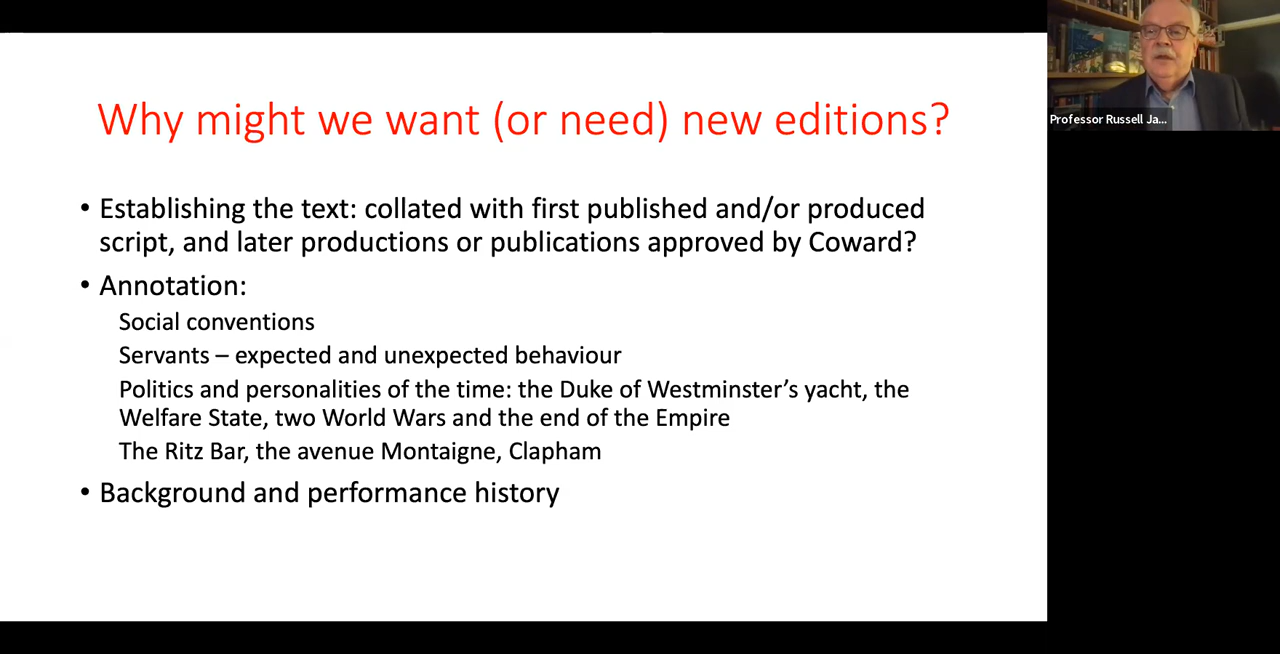 Why might we want (or need) new editions?
• Establishing the text: collated with first published and/or produced
script, and later productions or publications approved by Coward?
• Annotation:
Social conventions
Servants – expected and unexpected behaviour
Politics and personalities of the time: the Duke of Westminster’s yacht, the
Welfare State, two World Wars and the end of the Empire
The Ritz Bar, the avenue Montaigne, Clapham
• Background and performance history
Professor Russell Ja...